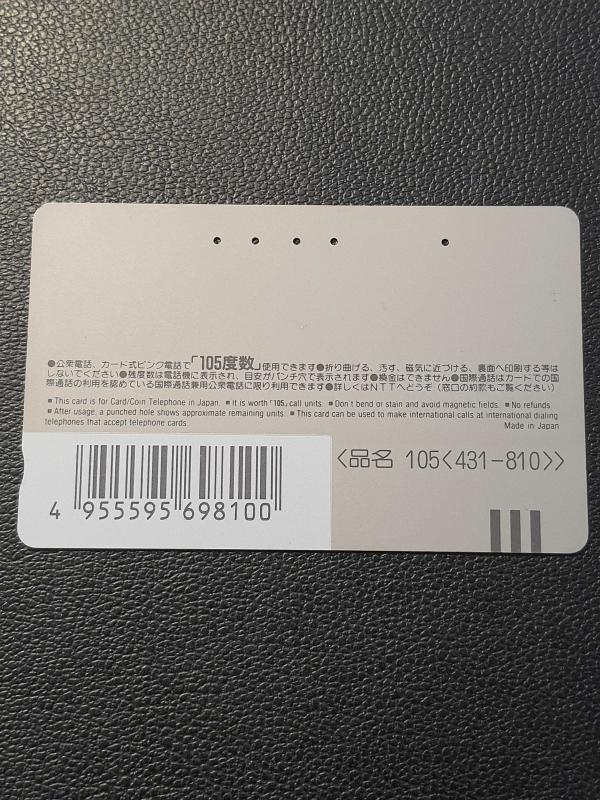 ●公衆電話、カード式ピンク電話で「105度数」使用できます●折り曲げる、汚す、磁気に近づける、裏面へ印刷する等は
しないでください●残度数は電話機に表示され、目安がパンチ穴で表示されます●換金はできません●国際通話はカードでの国
際通話の利用を認めている国際通話兼用公衆電話に限り利用できます●詳しくはNTTへどうぞ(窓口の約款もご覧ください)
■This card is for Card/Coin Telephone in Japan. ■It is worth「105」call units. ■Don't bend or stain and avoid magnetic fields. ■No refunds.
■After usage, a punched hole shows approximate remaining units. ■This card can be used to make international calls at international dialing
telephones that accept telephone cards.
Made in Japan
〈品名 105〈431-810〉〉
4 955595 698100